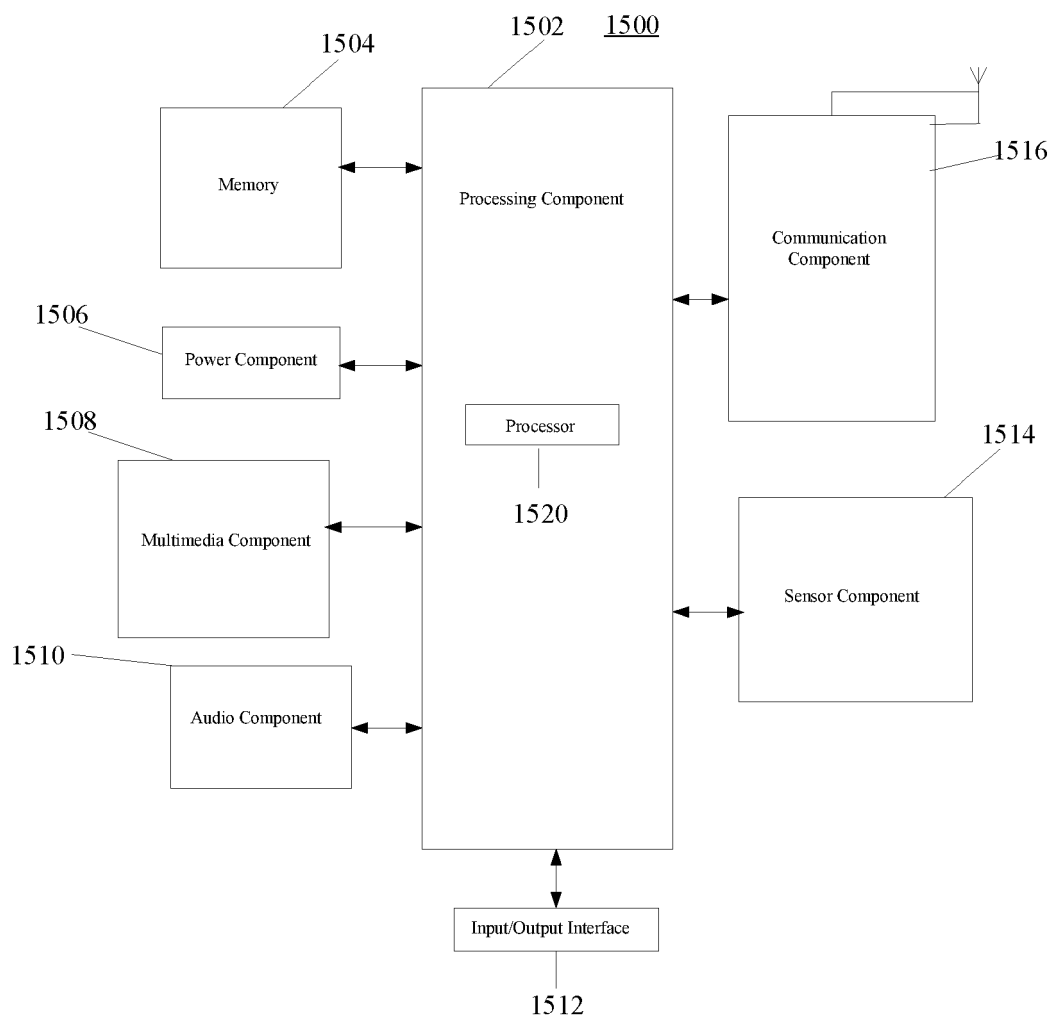 1500
1502
1504
Memory
Processing Component
1516
Communication
Component
1506
Power Component
1508
Processor
1514
1520
Multimedia Component
Sensor Component
1510
Audio Component
Input/Output Interface
1512